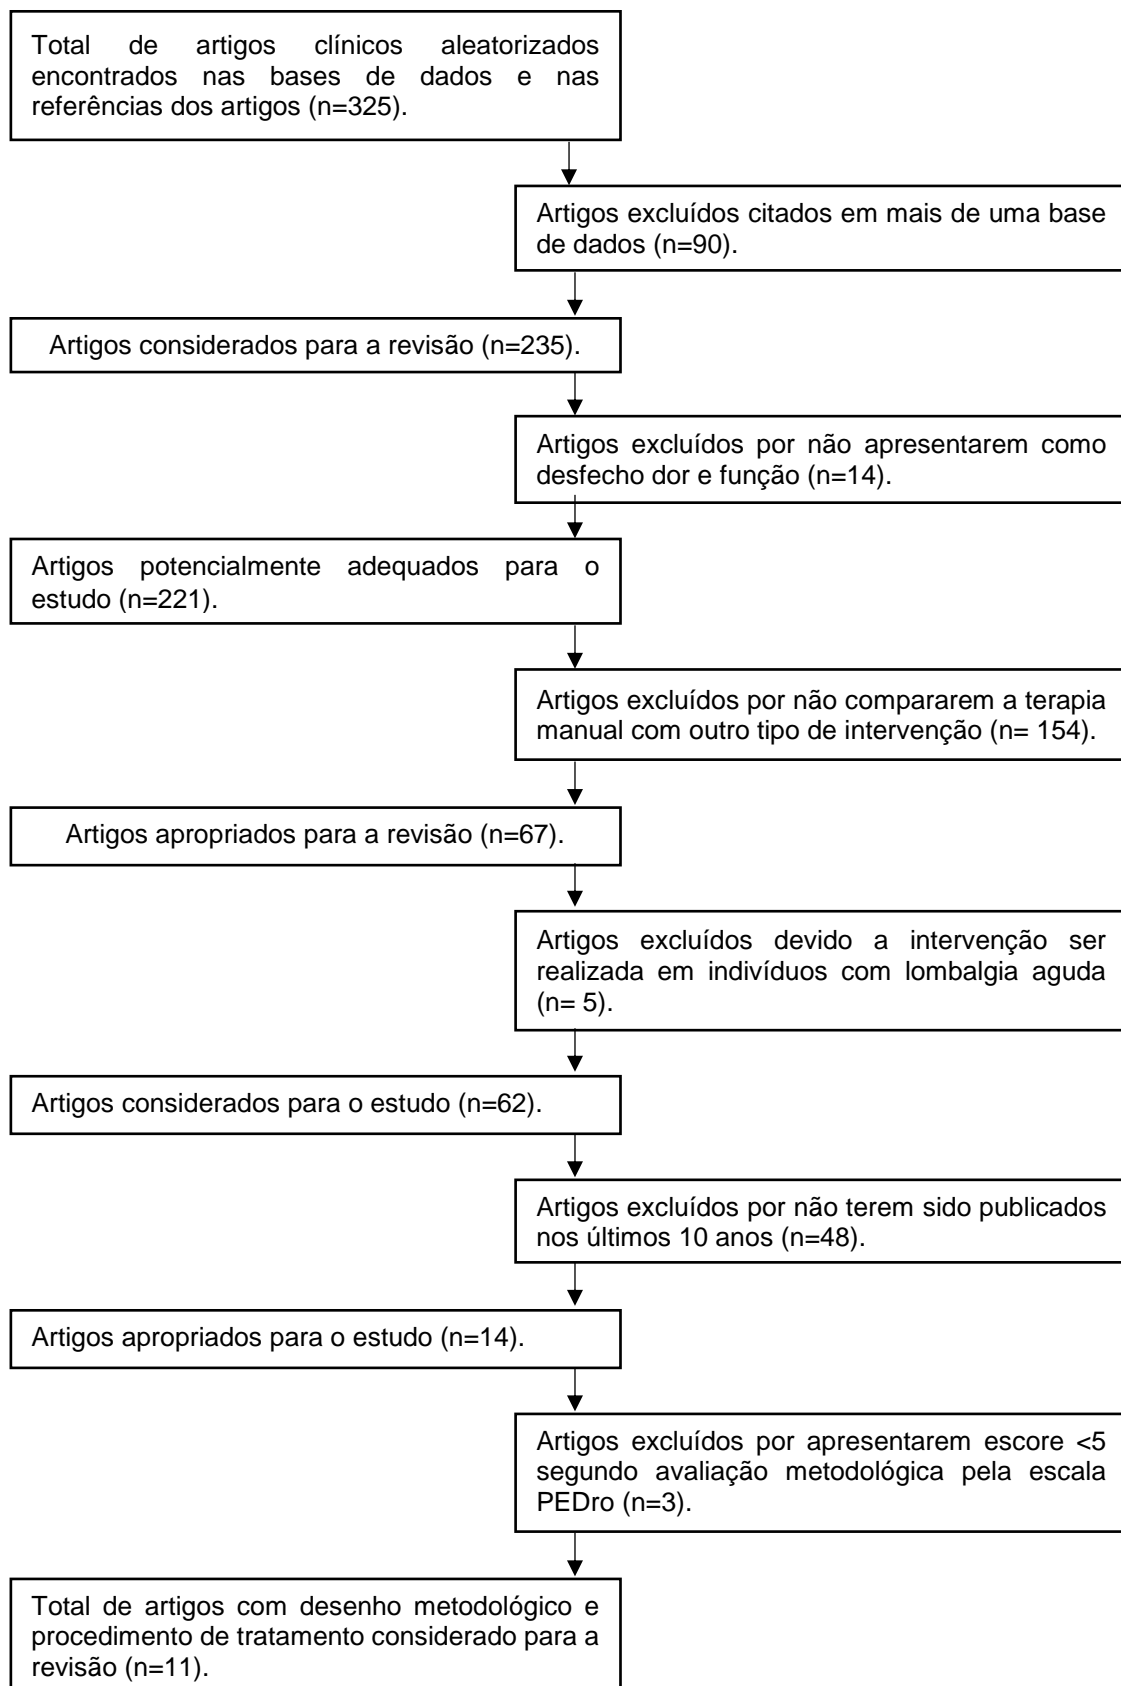 Total de artigos clínicos aleatorizados
encontrados nas bases de dados e nas
referências dos artigos (n=325).
Artigos excluídos citados em mais de uma base
de dados (n=90).
Artigos considerados para a revisão (n=235).
Artigos excluídos por não apresentarem como
desfecho dor e função (n=14).
Artigos potencialmente adequados para o
estudo (n=221).
Artigos excluídos por não compararem a terapia
manual com outro tipo de intervenção (n= 154).
Artigos apropriados para a revisão (n=67).
Artigos excluídos devido a intervenção ser
realizada em indivíduos com lombalgia aguda
(n= 5).
Artigos considerados para o estudo (n=62).
Artigos excluídos por não terem sido publicados
nos últimos 10 anos (n=48).
Artigos apropriados para o estudo (n=14).
Artigos excluídos por apresentarem escore <5
segundo avaliação metodológica pela escala
PEDro (n=3).
Total de artigos com desenho metodológico e
procedimento de tratamento considerado para a
revisão (n=11).